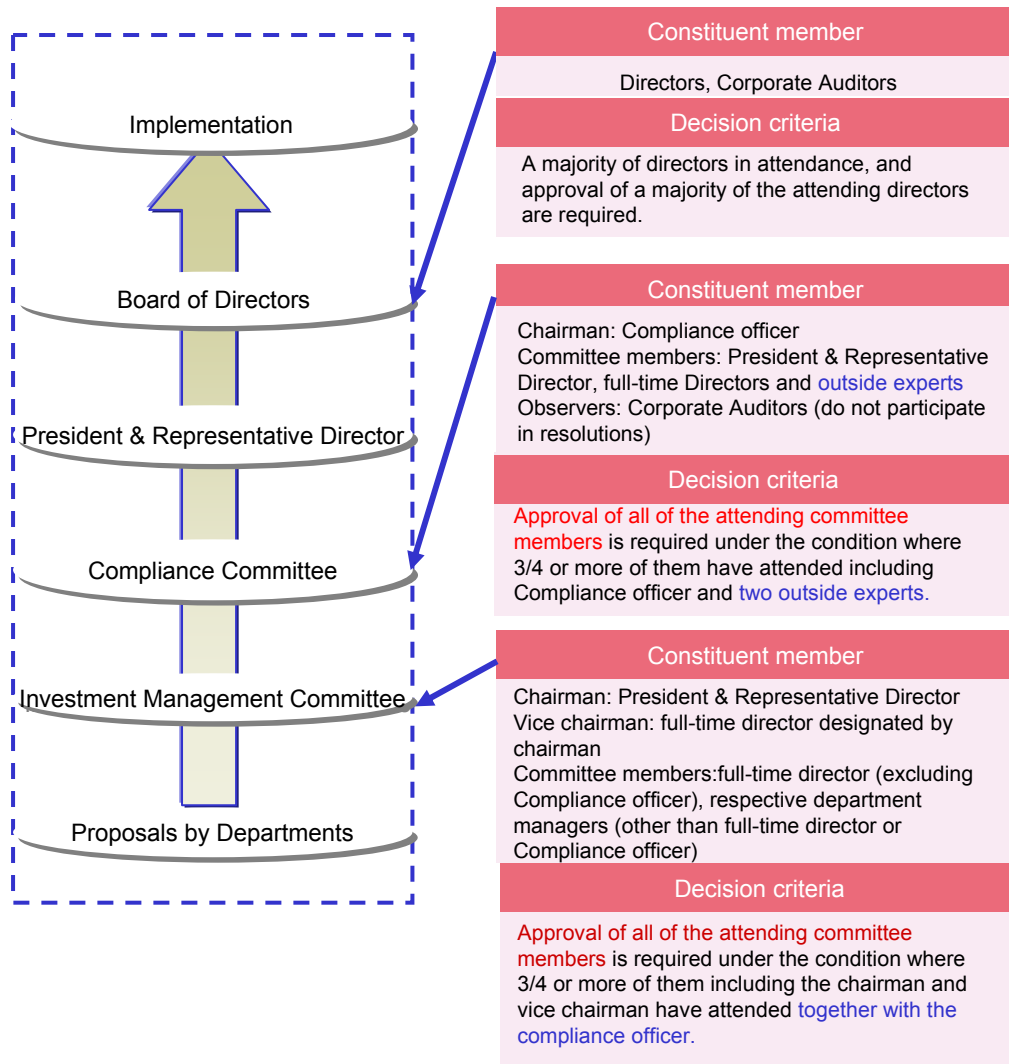 Implementation
Board of Directors
President & Representative Director
Compliance Committee
Investment Management Committee
Proposals by Departments
Constituent member
Directors, Corporate Auditors
Decision criteria
A majority of directors in attendance, and
approval of a majority of the attending directors
are required.
Constituent member
Chairman: Compliance officer
Committee members: President & Representative
Director, full-time Directors and outside experts
Observers: Corporate Auditors (do not participate
in resolutions)
Decision criteria
Approval of all of the attending committee
members is required under the condition where
3/4 or more of them have attended including
Compliance officer and two outside experts.
Constituent member
Chairman: President & Representative Director
Vice chairman: full-time director designated by
chairman
Committee members:full-time director (excluding
Compliance officer), respective department
managers (other than full-time director or
Compliance officer)
Decision criteria
Approval of all of the attending committee
members is required under the condition where
3/4 or more of them including the chairman and
vice chairman have attended together with the
compliance officer.